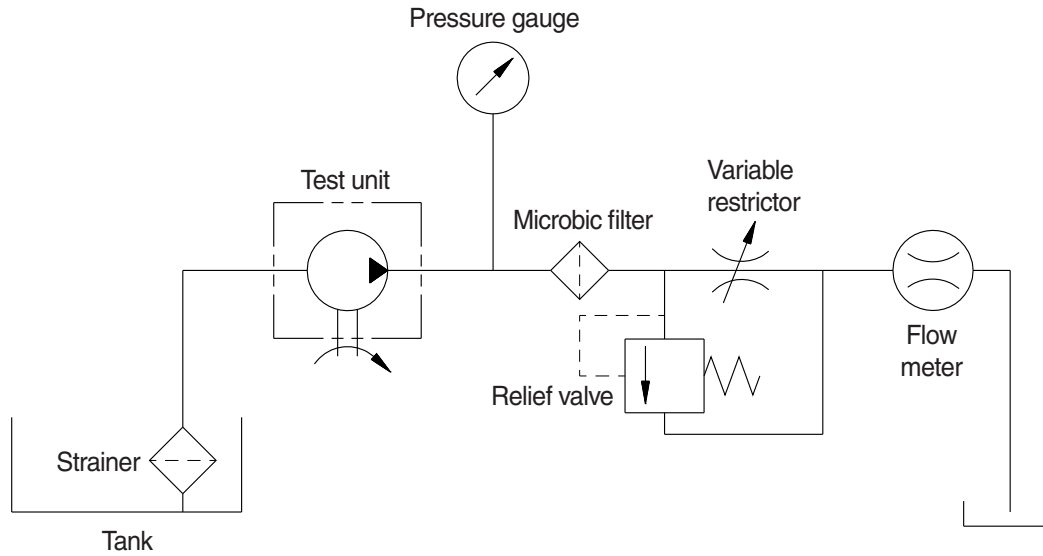 Pressure gauge
Test unit
Variable
restrictor
Microbic filter
Flow
meter
Relief valve
Strainer
Tank